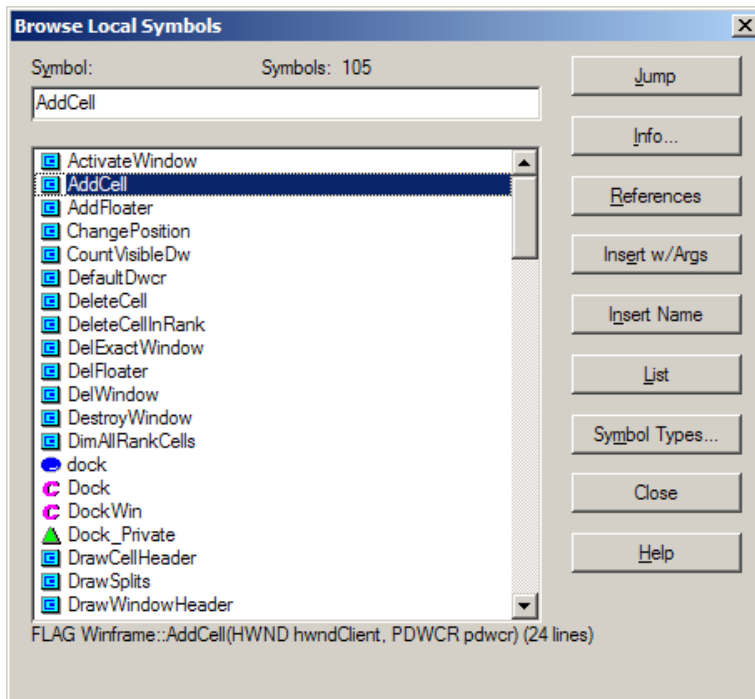 Browse Local Symbols
Symbol: Symbols: 105
AddCell
ActivateWindow
AddCell
AddFloater
ChangePosition
CountVisibleDw
DefaultDwcr
DeleteCell
DeleteCellInRank
DelExactWindow
DelFloater
DelWindow
DestroyWindow
DimAllRankCells
dock
Dock
DockWin
Dock_Private
DrawCellHeader
DrawSplits
DrawWindowHeader
FLAG Winframe::AddCell(HWND hwndClient, PDWCR pdwcr) (24 lines)
Jump
Info...
References
Insert w/Args
Insert Name
List
Symbol Types...
Close
Help